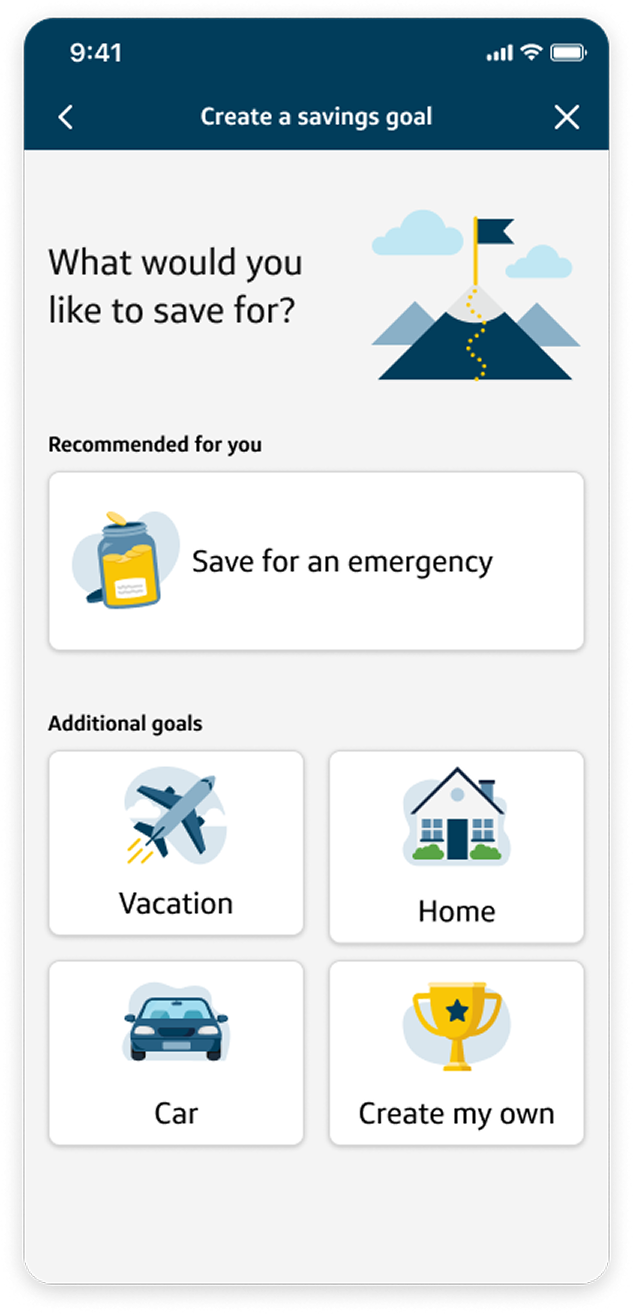 9:41
Create a savings goal
What would you
like to save for?
Recommended for you
Save for an emergency
Additional goals
Vacation
Home
Car
Create my own